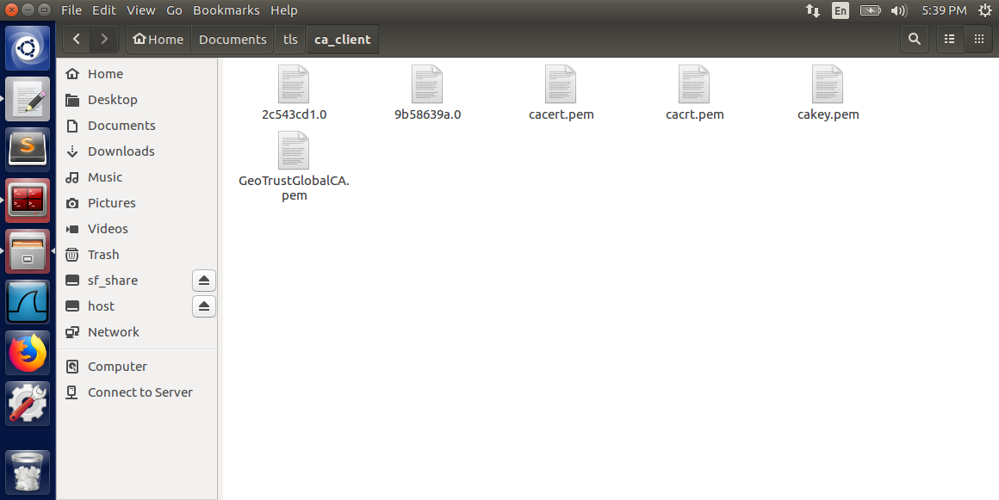 File Edit View Go Bookmarks Help En 5:39 PM
Home Documents tls ca_client
Home
Desktop
Documents
Downloads
Music
Pictures
Videos
Trash
sf_share
host
Network
Computer
Connect to Server
2c543cd1.0 9b58639a.0 cacert.pem cacrt.pem cakey.pem
GeoTrustGlobalCA.
pem